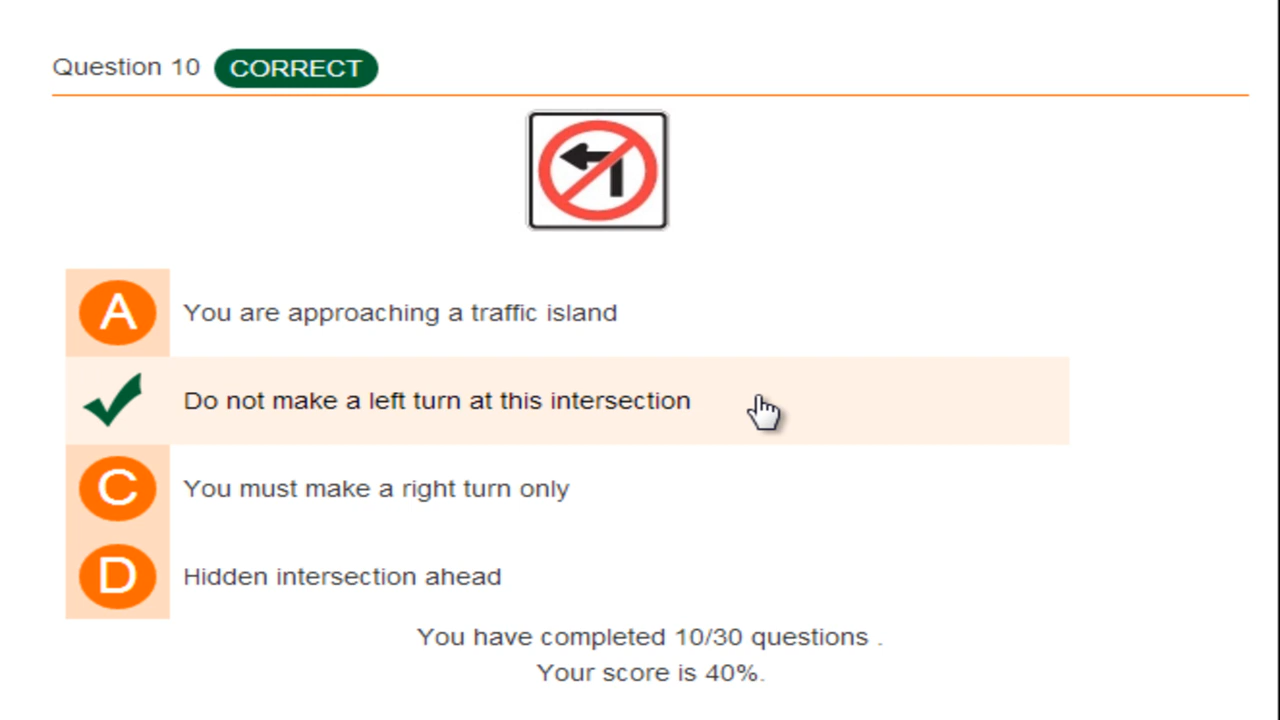 Question 10 CORRECT
A You are approaching a traffic island
Do not make a left turn at this intersection
C You must make a right turn only
D Hidden intersection ahead
You have completed 10/30 questions .
Your score is 40%.